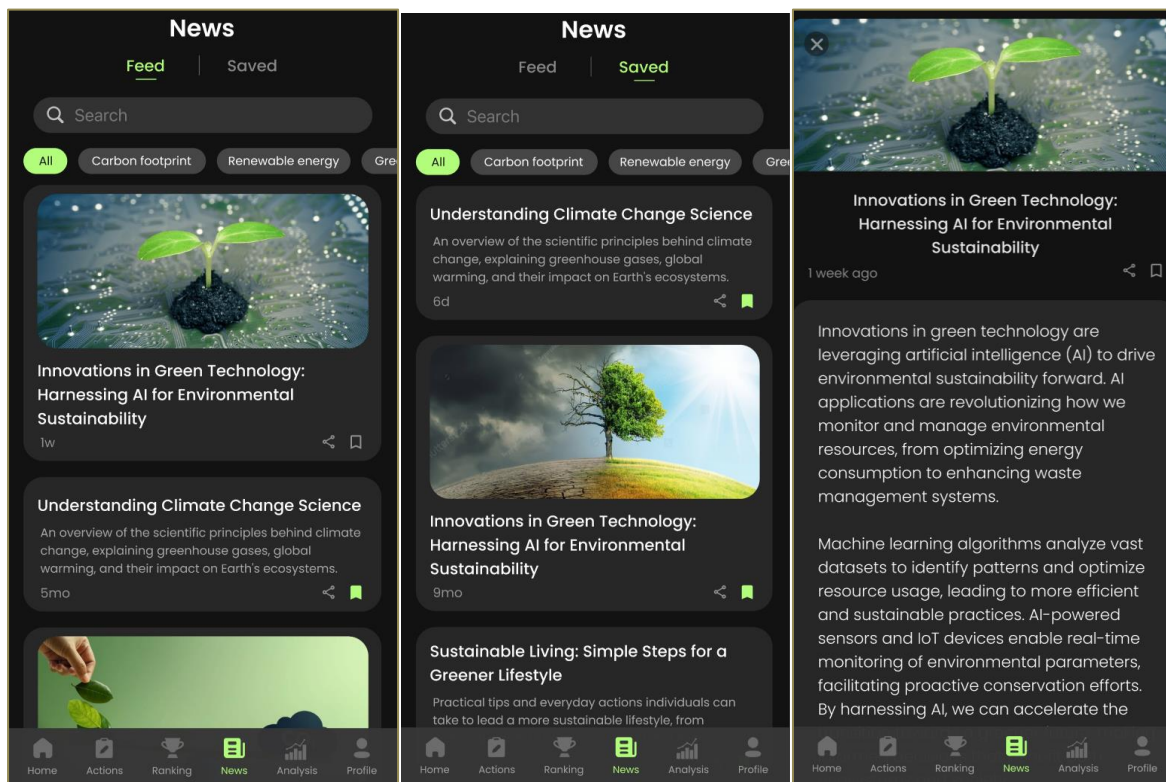 News
Feed
Saved
Search
All
Carbon footprint
Renewable energy
Gre
Innovations in Green Technology:
Harnessing AI for Environmental
Sustainability
1w
Understanding Climate Change Science
An overview of the scientific principles behind climate
change, explaining greenhouse gases, global
warming, and their impact on Earth's ecosystems.
5mo
Home
Actions
Ranking
News
Analysis
Profile
News
Feed
Saved
Search
All
Carbon footprint
Renewable energy
Gree
Understanding Climate Change Science
An overview of the scientific principles behind climate
change, explaining greenhouse gases, global
warming, and their impact on Earth's ecosystems.
6d
Innovations in Green Technology:
Harnessing AI for Environmental
Sustainability
9mo
Sustainable Living: Simple Steps for a
Greener Lifestyle
Practical tips and everyday actions individuals can
take to lead a more sustainable lifestyle, from
Home
Actions
Ranking
News
Analysis
Profile
Innovations in Green Technology:
Harnessing AI for Environmental
Sustainability
1 week ago
Innovations in green technology are
leveraging artificial intelligence (AI) to drive
environmental sustainability forward. AI
applications are revolutionizing how we
monitor and manage environmental
resources, from optimizing energy
consumption to enhancing waste
management systems.
Machine learning algorithms analyze vast
datasets to identify patterns and optimize
resource usage, leading to more efficient
and sustainable practices. AI-powered
sensors and IoT devices enable real-time
monitoring of environmental parameters,
facilitating proactive conservation efforts.
By harnessing AI, we can accelerate the
Home
Actions
Ranking
News
Analysis
Profile